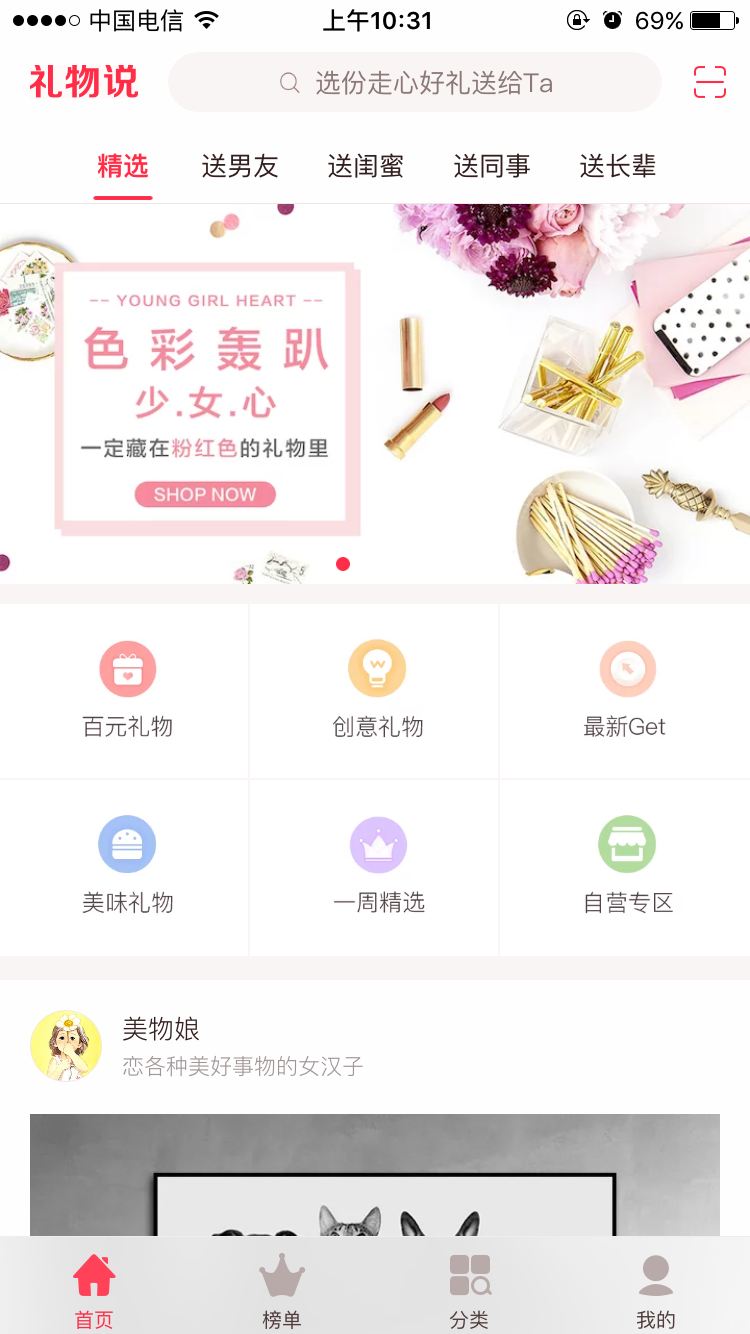 中国电信 上午10:31 69%
礼物说 选份走心好礼送给Ta
精选 送男友 送闺蜜 送同事 送长辈
-- YOUNG GIRL HEART --
色彩轰趴
少.女.心
一定藏在粉红色的礼物里
SHOP NOW
百元礼物 创意礼物 最新Get
美味礼物 一周精选 自营专区
美物娘
恋各种美好事物的女汉子
首页 榜单 分类 我的